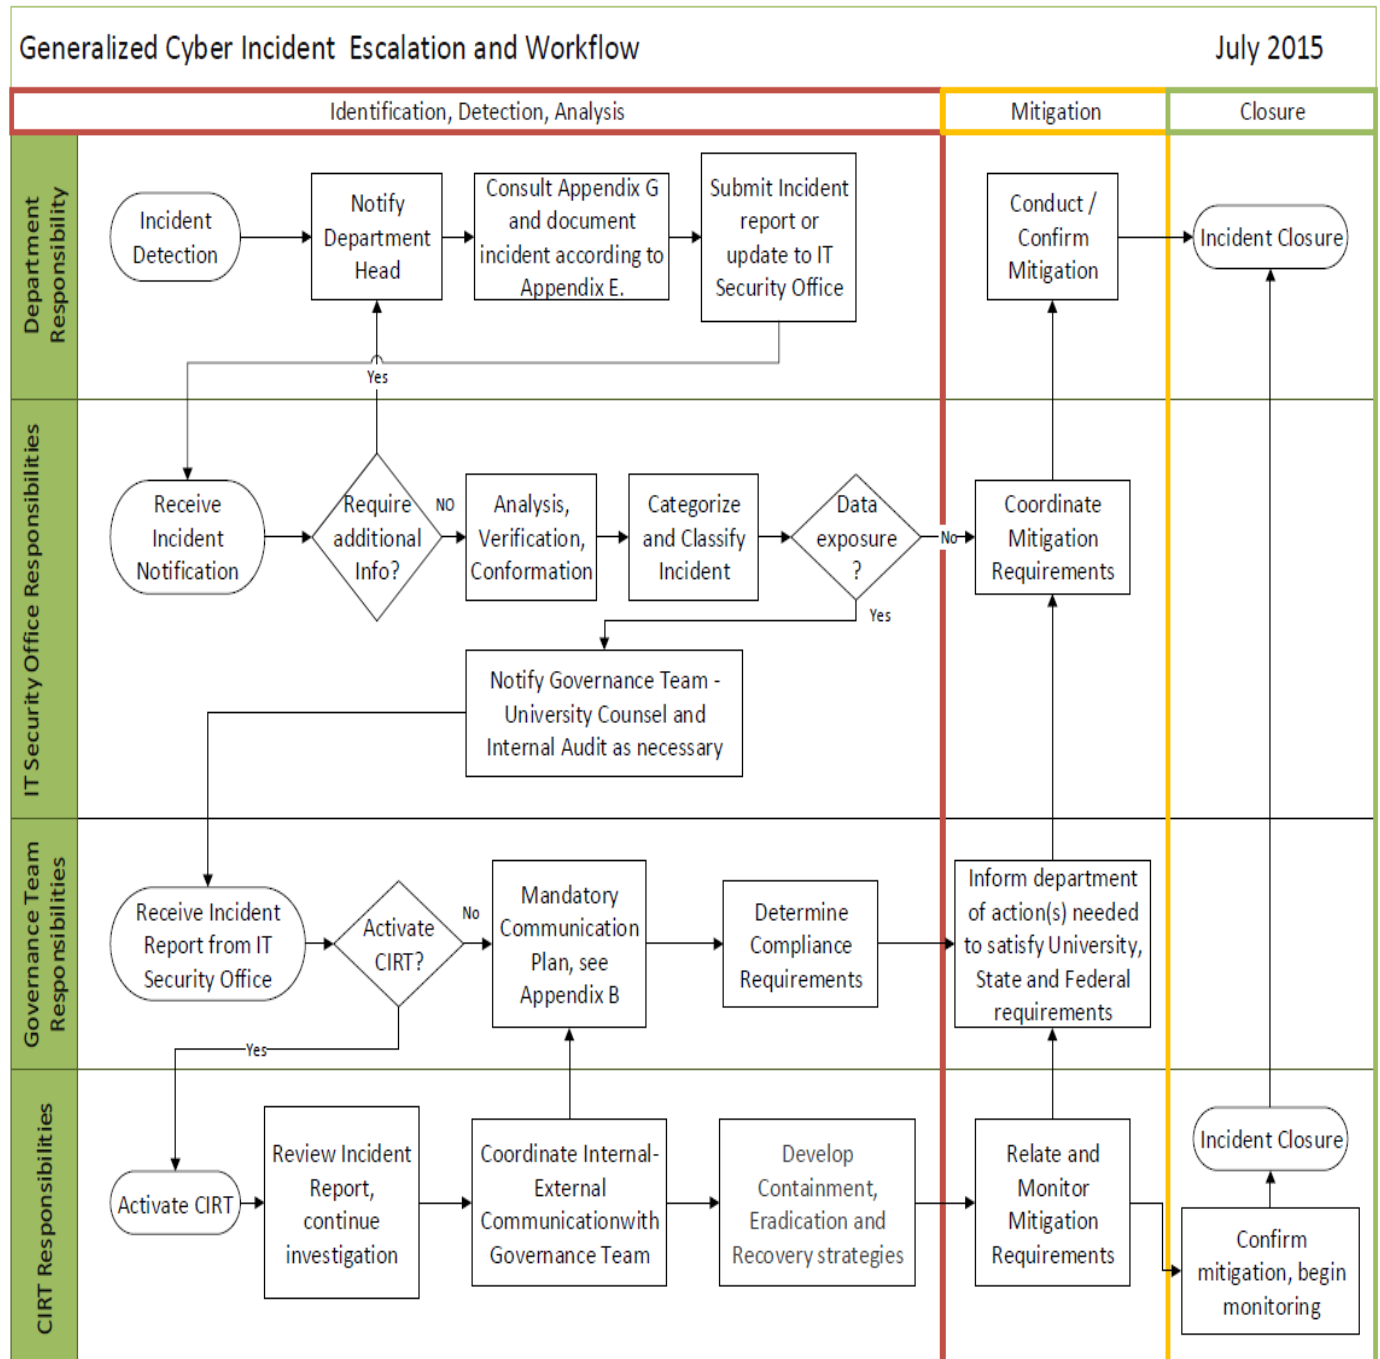 Generalized Cyber Incident Escalation and Workflow
July 2015
Identification, Detection, Analysis
Mitigation
Closure
Department
Responsibility
Incident
Detection
Notify
Department
Head
Consult Appendix G
and document
incident according to
Appendix E.
Submit Incident
report or
update to IT
Security Office
Conduct /
Confirm
Mitigation
Incident Closure
Yes
IT Security Office Responsibilities
Receive
Incident
Notification
Require
additional
Info?
NO
Analysis,
Verification,
Conformation
Categorize
and Classify
Incident
Data
exposure
?
No
Coordinate
Mitigation
Requirements
Yes
Notify Governance Team -
University Counsel and
Internal Audit as necessary
Governance Team
Responsibilities
Receive Incident
Report from IT
Security Office
Activate
CIRT?
No
Mandatory
Communication
Plan, see
Appendix B
Determine
Compliance
Requirements
Inform department
of action(s) needed
to satisfy University,
State and Federal
requirements
Yes
CIRT Responsibilities
Activate CIRT
Review Incident
Report,
continue
investigation
Coordinate Internal-
External
Communicationwith
Governance Team
Develop
Containment,
Eradication and
Recovery strategies
Relate and
Monitor
Mitigation
Requirements
Incident Closure
Confirm
mitigation, begin
monitoring